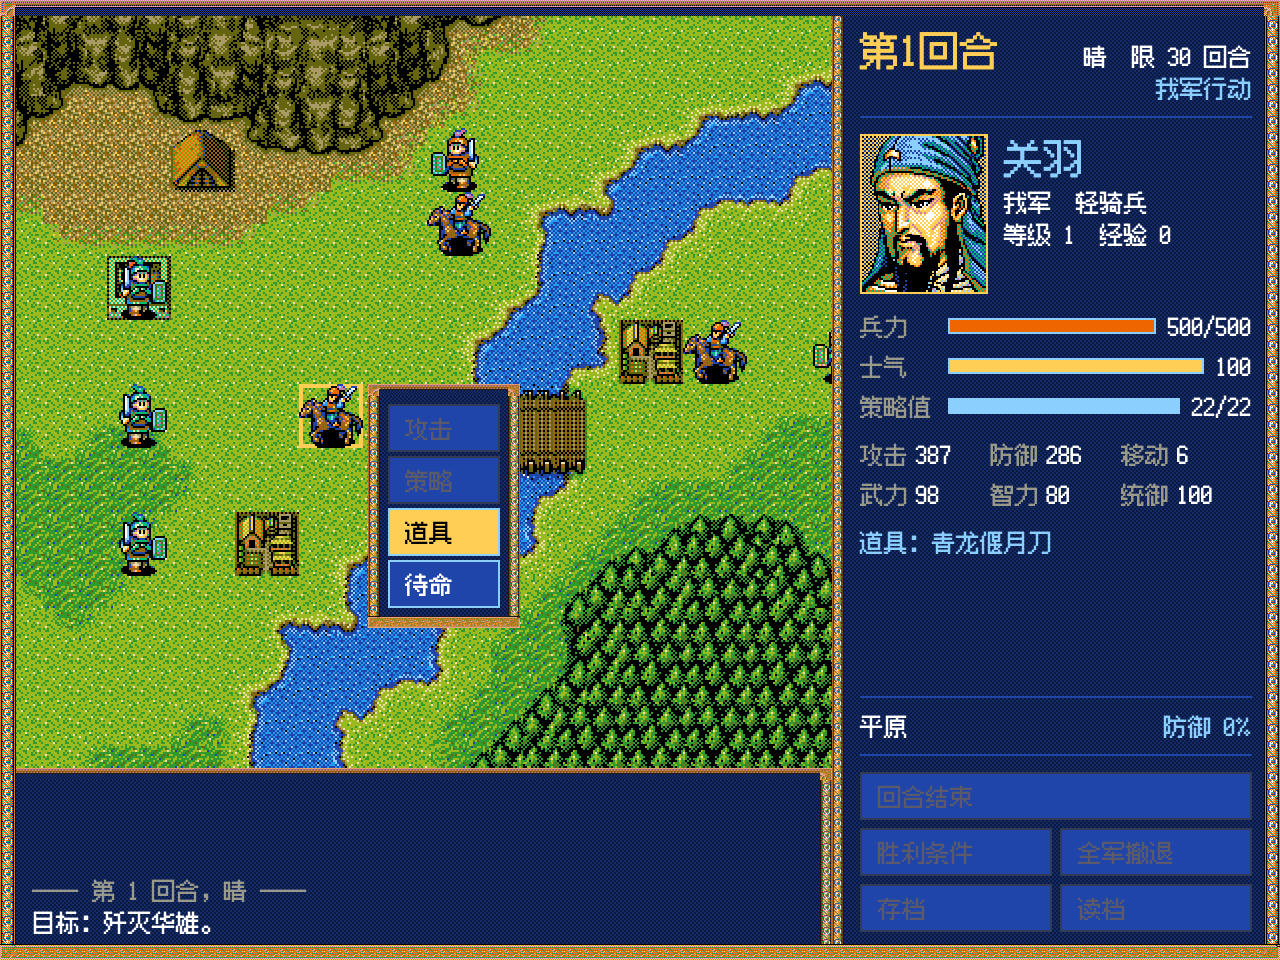 第1回合
晴 限 30 回合
我军行动
关羽
我军 轻骑兵
等级 1 经验 0
兵力 500/500
士气 100
策略值 22/22
攻击 387 防御 286 移动 6
武力 98 智力 80 统御 100
道具：青龙偃月刀
平原 防御 0%
回合结束
胜利条件 全军撤退
存档 读档
攻击
策略
道具
待命
—— 第 1 回合，晴 ——
目标：歼灭华雄。